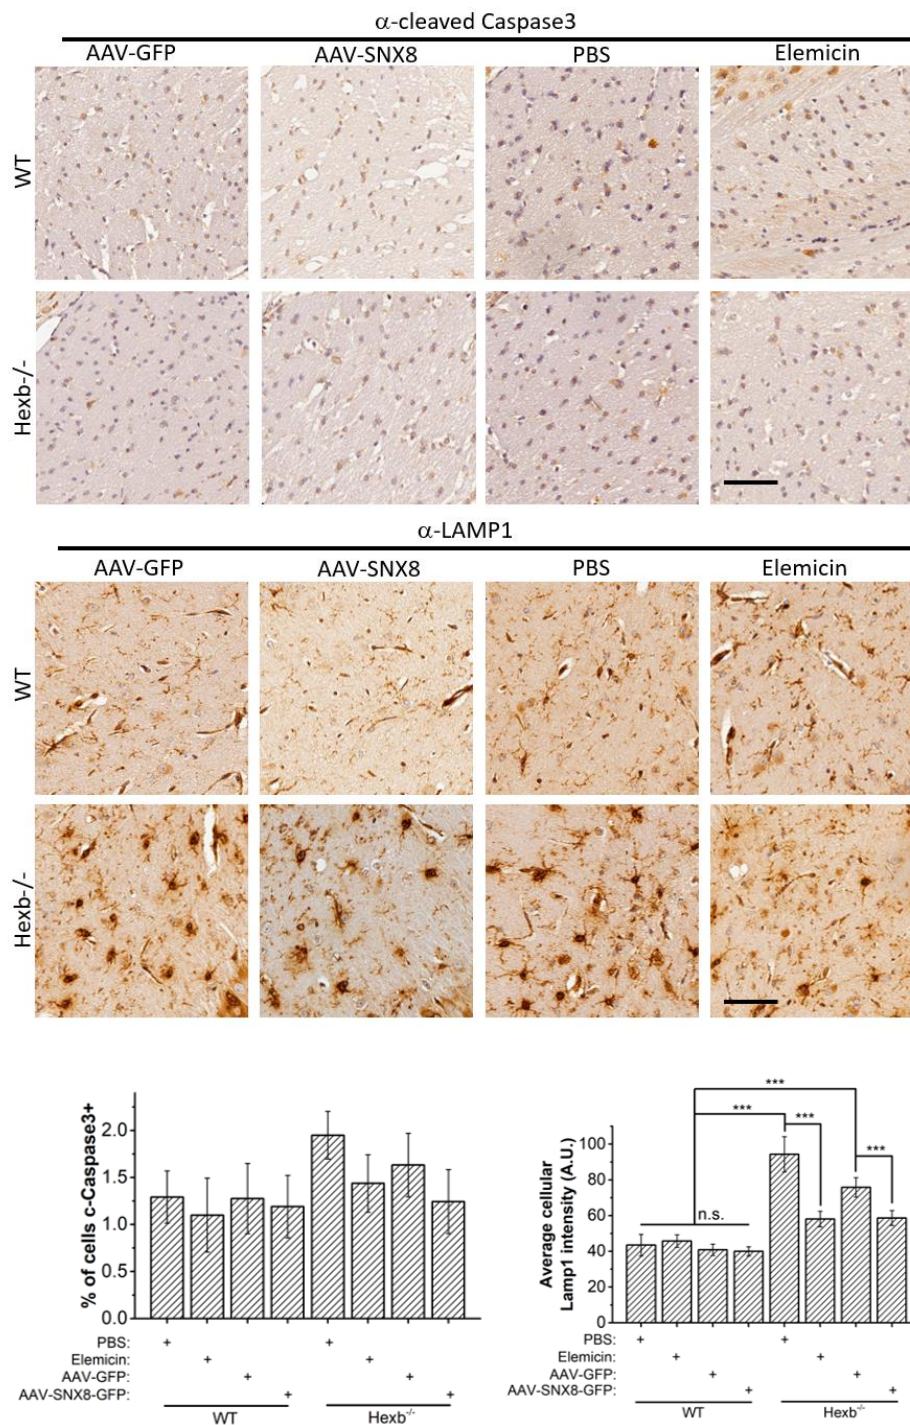 α-cleaved Caspase3
AAV-GFP AAV-SNX8 PBS Elemicin
WT
Hexb-/-
α-LAMP1
AAV-GFP AAV-SNX8 PBS Elemicin
WT
Hexb-/-
% of cells c-Caspase3+
2.0
1.5
1.0
0.5
0.0
PBS: + +
Elemicin: + +
AAV-GFP: + +
AAV-SNX8-GFP: + +
WT Hexb-/-
Average cellular
Lamp1 intensity (A.U.)
100
80
60
40
20
0
***
*** ***
***
n.s.
PBS: + +
Elemicin: + +
AAV-GFP: + +
AAV-SNX8-GFP: + +
WT Hexb-/-